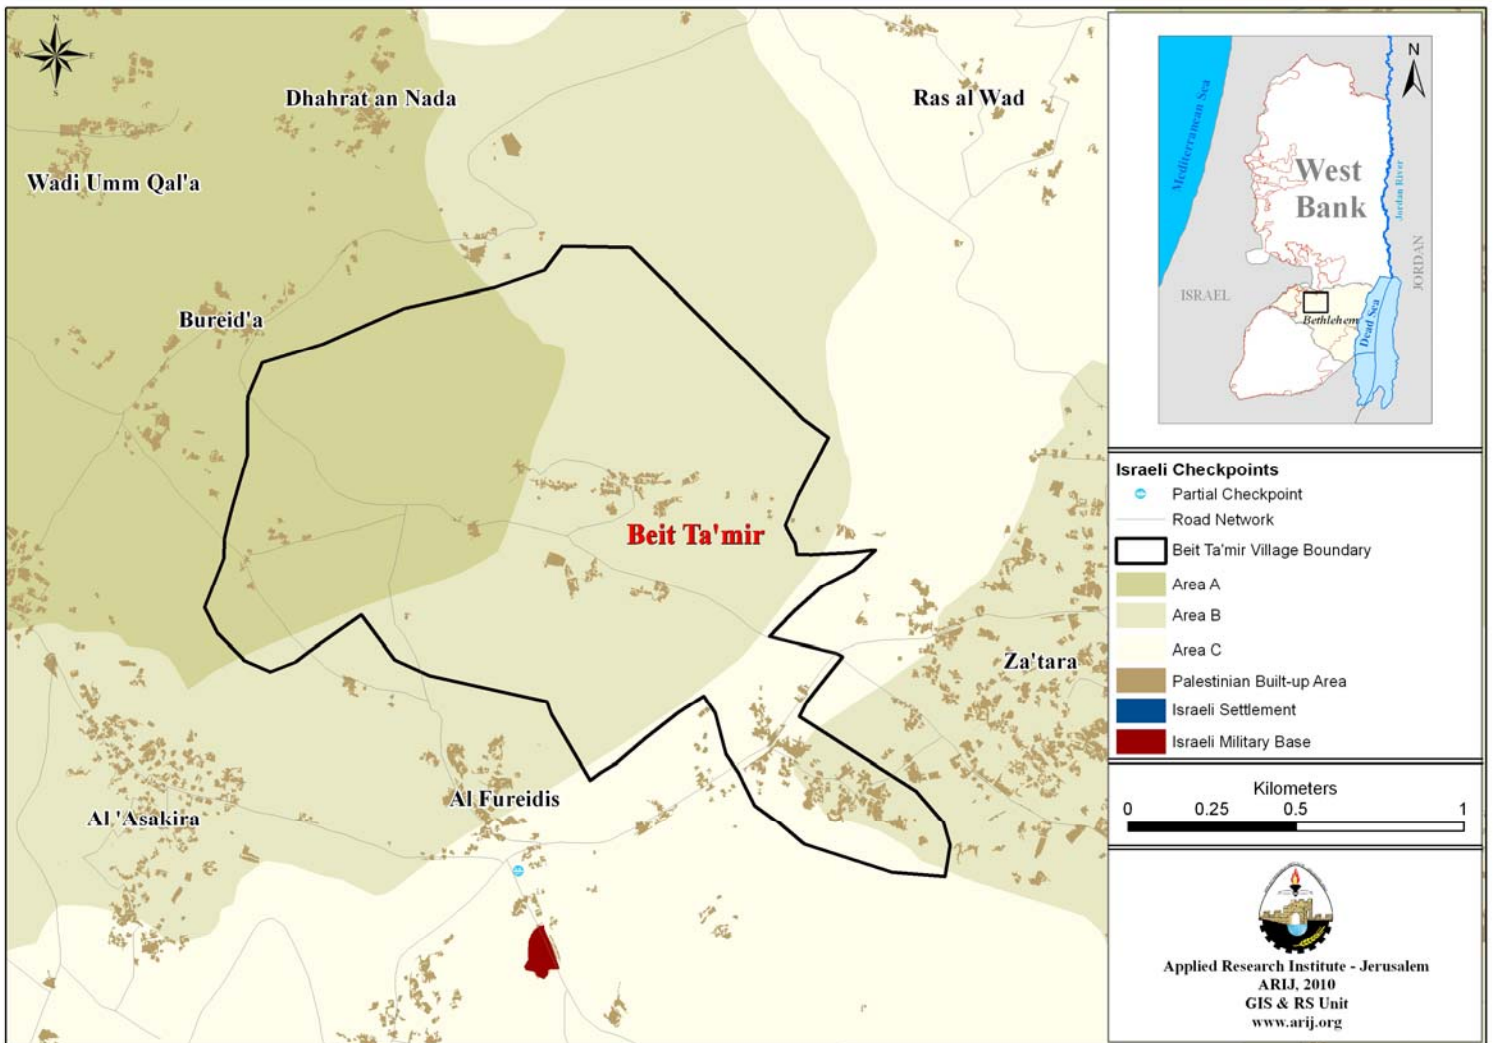 N
W
E
S
Dhahrat an Nada
Ras al Wad
Wadi Umm Qal'a
Bureid'a
Beit Ta'mir
Za'tara
Al Fureidis
Al 'Asakira
N
Mediterranean Sea
West
Bank
Jordan River
JORDAN
ISRAEL
Bethlehem
Dead Sea
Israeli Checkpoints
Partial Checkpoint
Road Network
Beit Ta'mir Village Boundary
Area A
Area B
Area C
Palestinian Built-up Area
Israeli Settlement
Israeli Military Base
Kilometers
0 0.25 0.5 1
Applied Research Institute - Jerusalem
ARIJ, 2010
GIS & RS Unit
www.arij.org